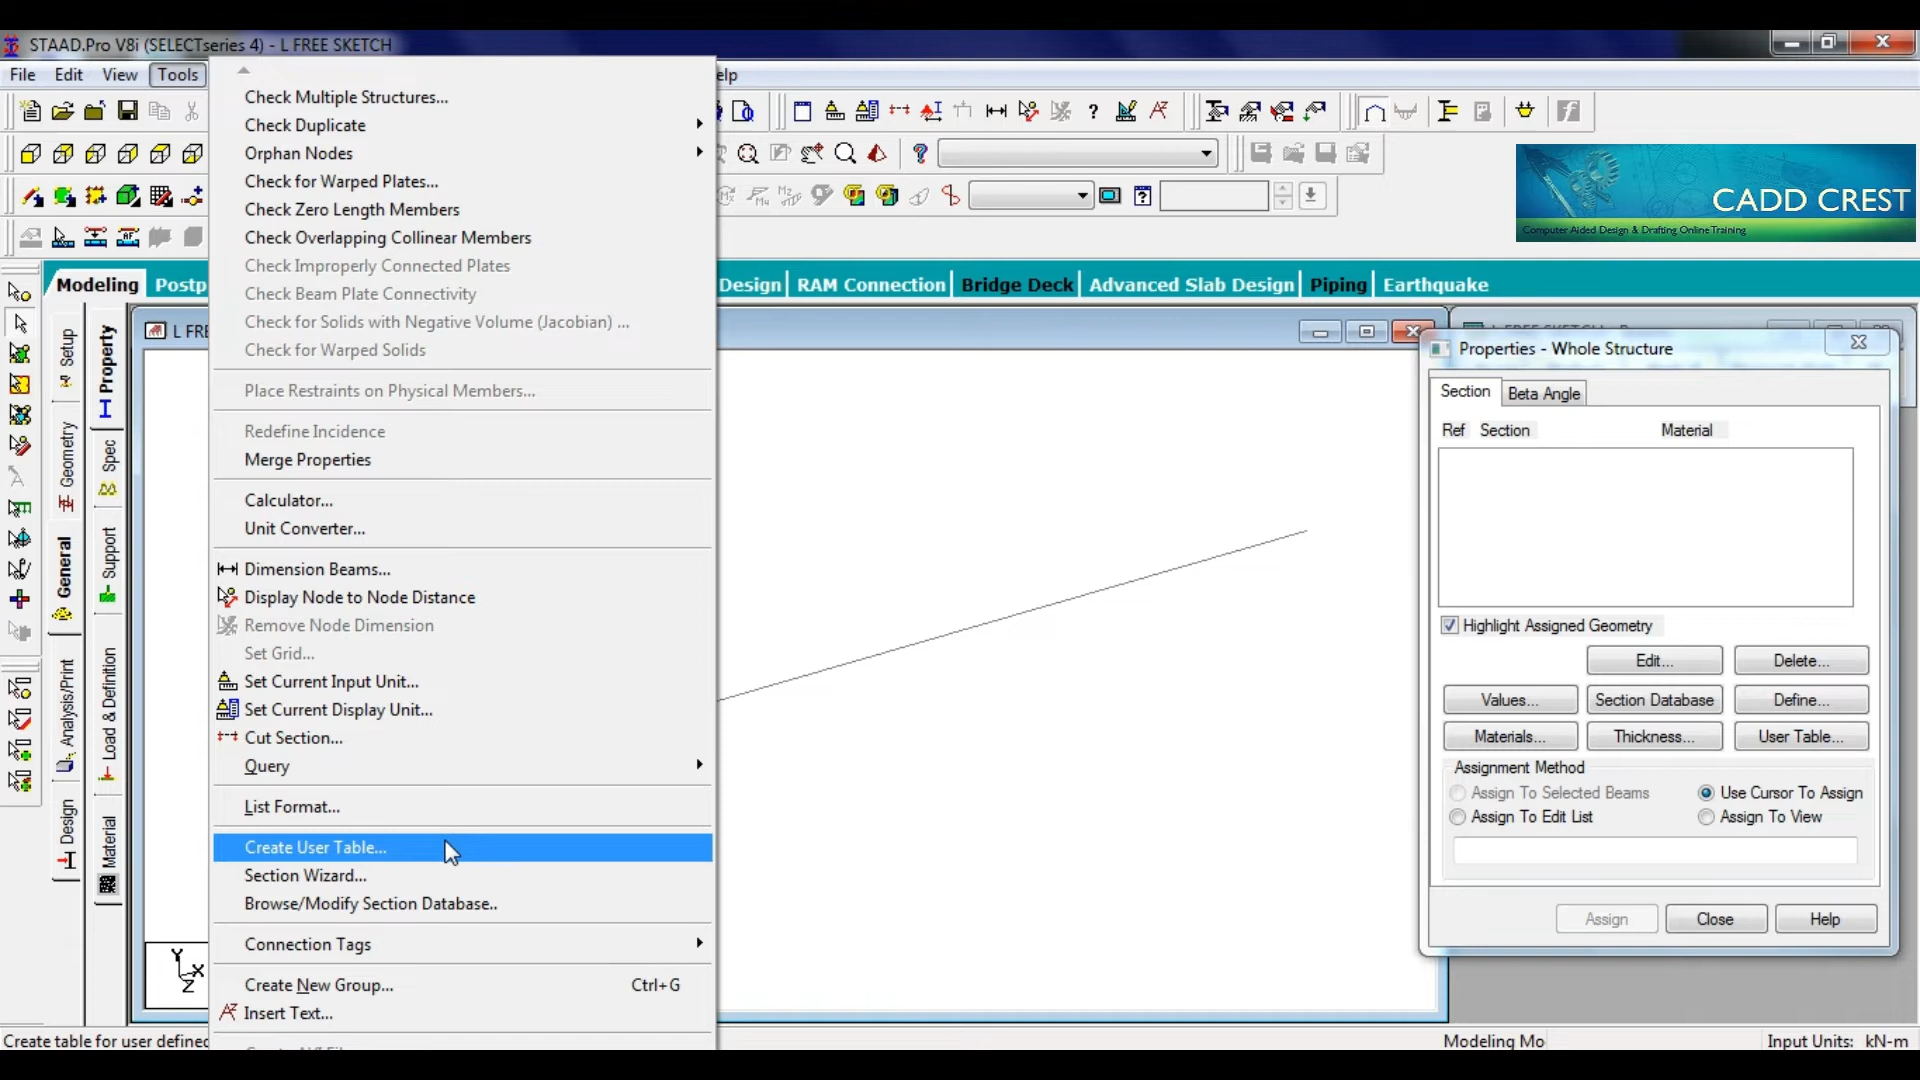 STAAD.Pro V8i (SELECTseries 4) - L FREE SKETCH
File Edit View Tools elp
Check Multiple Structures...
Check Duplicate
Orphan Nodes
Check for Warped Plates...
Check Zero Length Members
Check Overlapping Collinear Members
Check Improperly Connected Plates
Check Beam Plate Connectivity
Check for Solids with Negative Volume (Jacobian) ...
Check for Warped Solids
Place Restraints on Physical Members...
Redefine Incidence
Merge Properties
Calculator...
Unit Converter...
Dimension Beams...
Display Node to Node Distance
Remove Node Dimension
Set Grid...
Set Current Input Unit...
Set Current Display Unit...
Cut Section...
Query
List Format...
Create User Table...
Section Wizard...
Browse/Modify Section Database..
Connection Tags
Create New Group... Ctrl+G
Insert Text...
CADD CREST
Computer Aided Design & Drafting Online Training
Modeling Postp Design RAM Connection Bridge Deck Advanced Slab Design Piping Earthquake
L FRE
Setup
Geometry
General
Analysis/Print
Design
Property
Spec
Support
Load & Definition
Material
Y
X
Z
Properties - Whole Structure
Section Beta Angle
Ref Section Material
Highlight Assigned Geometry
Edit... Delete...
Values... Section Database Define...
Materials... Thickness... User Table...
Assignment Method
Assign To Selected Beams Use Cursor To Assign
Assign To Edit List Assign To View
Assign Close Help
Create table for user defined Modeling Mo Input Units: kN-m